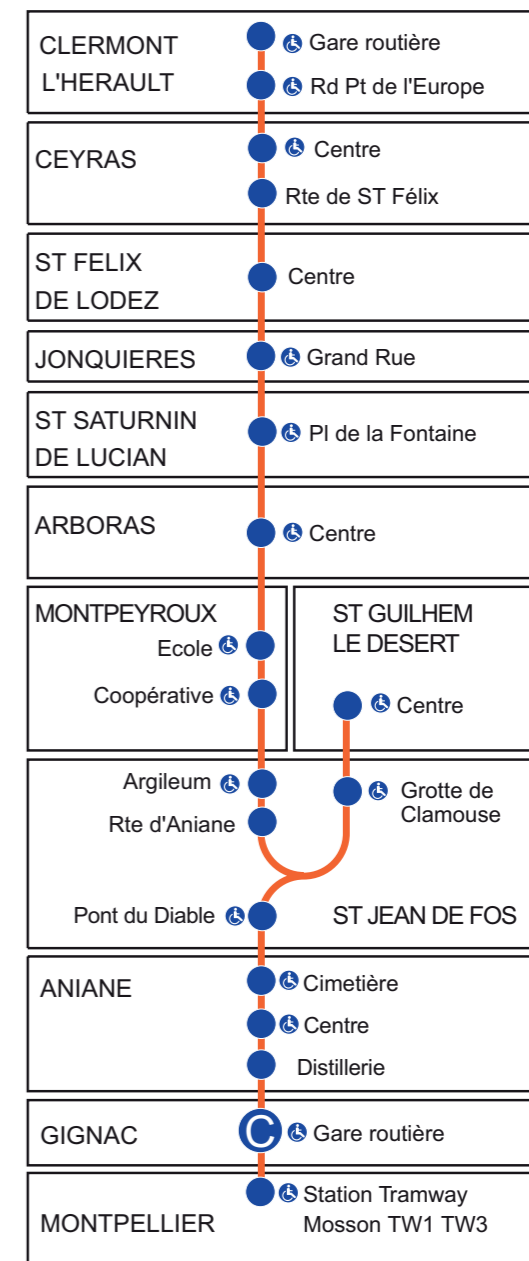 CLERMONT
L'HERAULT
Gare routière
Rd Pt de l'Europe
CEYRAS
Centre
Rte de ST Félix
ST FELIX
DE LODEZ
Centre
JONQUIERES
Grand Rue
ST SATURNIN
DE LUCIAN
Pl de la Fontaine
ARBORAS
Centre
MONTPEYROUX
Ecole
Coopérative
ST GUILHEM
LE DESERT
Centre
Argileum
Rte d'Aniane
Grotte de
Clamouse
Pont du Diable
ST JEAN DE FOS
ANIANE
Cimetière
Centre
Distillerie
GIGNAC
C
Gare routière
MONTPELLIER
Station Tramway
Mosson TW1 TW3